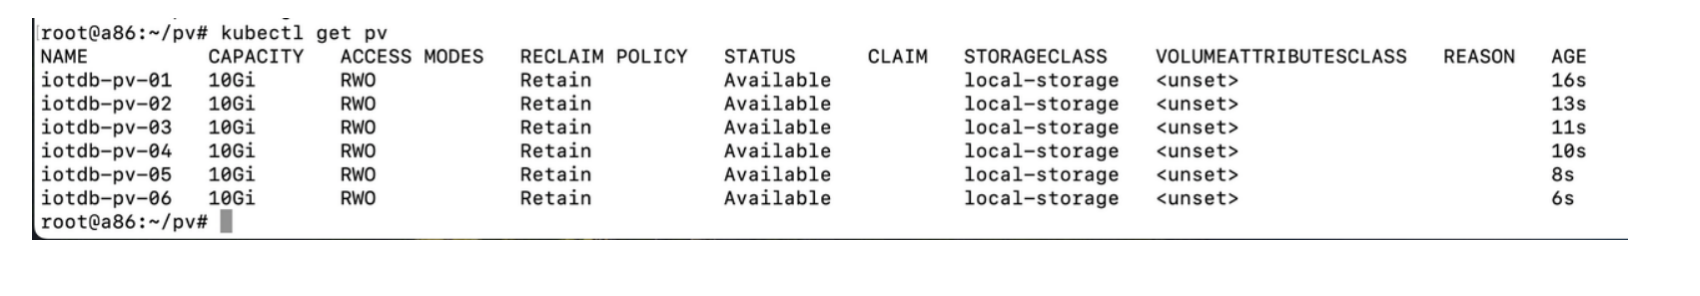 root@a86:~/pv# kubectl get pv
NAME CAPACITY ACCESS MODES RECLAIM POLICY STATUS CLAIM STORAGECLASS VOLUMEATTRIBUTESCLASS REASON AGE
iotdb-pv-01 10Gi RWO Retain Available local-storage <unset> 16s
iotdb-pv-02 10Gi RWO Retain Available local-storage <unset> 13s
iotdb-pv-03 10Gi RWO Retain Available local-storage <unset> 11s
iotdb-pv-04 10Gi RWO Retain Available local-storage <unset> 10s
iotdb-pv-05 10Gi RWO Retain Available local-storage <unset> 8s
iotdb-pv-06 10Gi RWO Retain Available local-storage <unset> 6s
root@a86:~/pv#